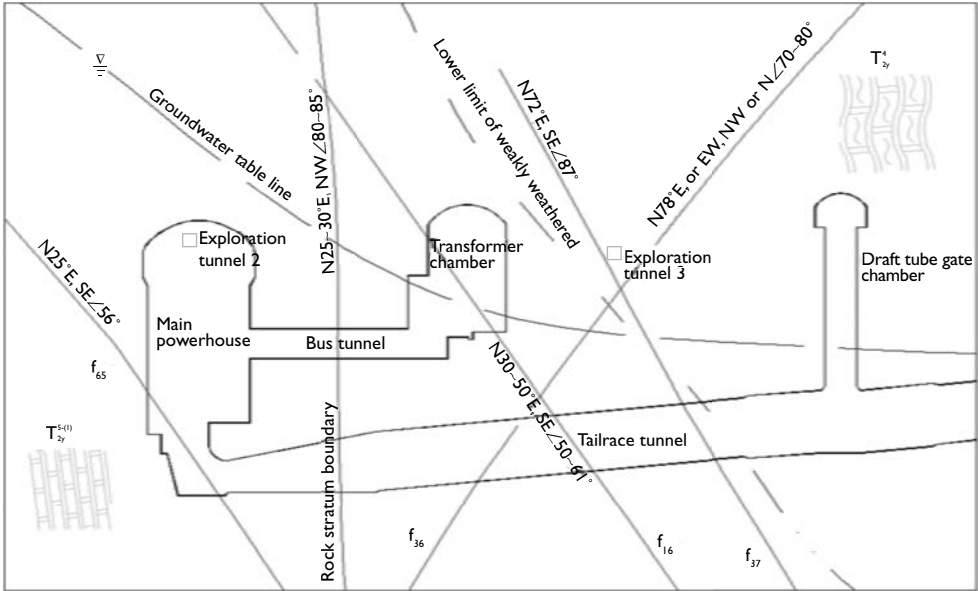 ∇
Groundwater table line
N25~30°E, NW∠80~85°
Lower limit of weakly weathered
N72°E, SE∠87°
N78°E, or EW, NW or N∠70~80°
T⁴₂y
N25°E, SE∠56°
Exploration
tunnel 2
Transformer
chamber
Exploration
tunnel 3
Draft tube gate
chamber
Main
powerhouse
Bus tunnel
f₆₅
N30~50°E, SE∠50~61°
T⁵⁻⁽¹⁾₂y
Rock stratum boundary
Tailrace tunnel
f₃₆
f₁₆
f₃₇